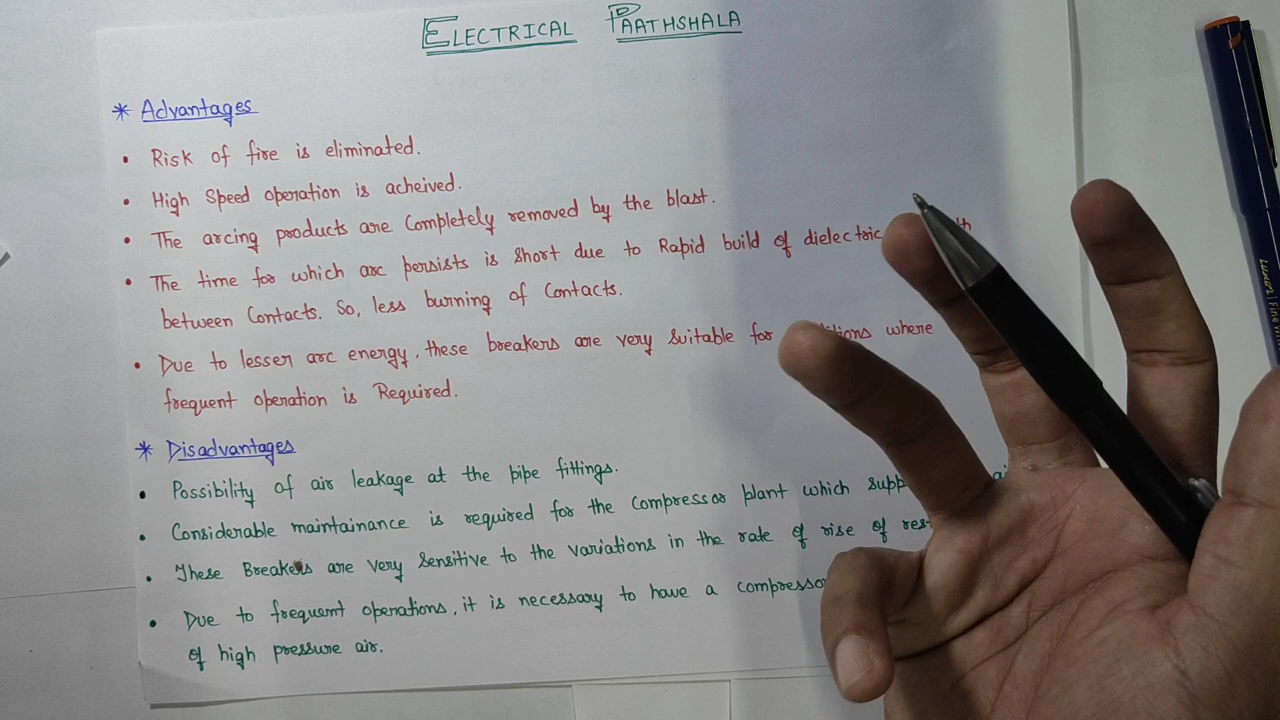 ELECTRICAL PAATHSHALA
* Advantages
• Risk of fire is eliminated.
• High Speed operation is acheived.
• The arcing products are Completely removed by the blast.
• The time for which arc persists is short due to Rapid build of dielectric
between Contacts. So, less burning of Contacts.
• Due to lesser arc energy, these breakers are very suitable for where
frequent operation is Required.
* Disadvantages
• Possibility of air leakage at the pipe fittings.
• Considerable maintainance is required for the Compressor plant which
• These Breakers are very sensitive to the variations in the rate of rise of
• Due to frequent operations, it is necessary to have a
of high pressure air.